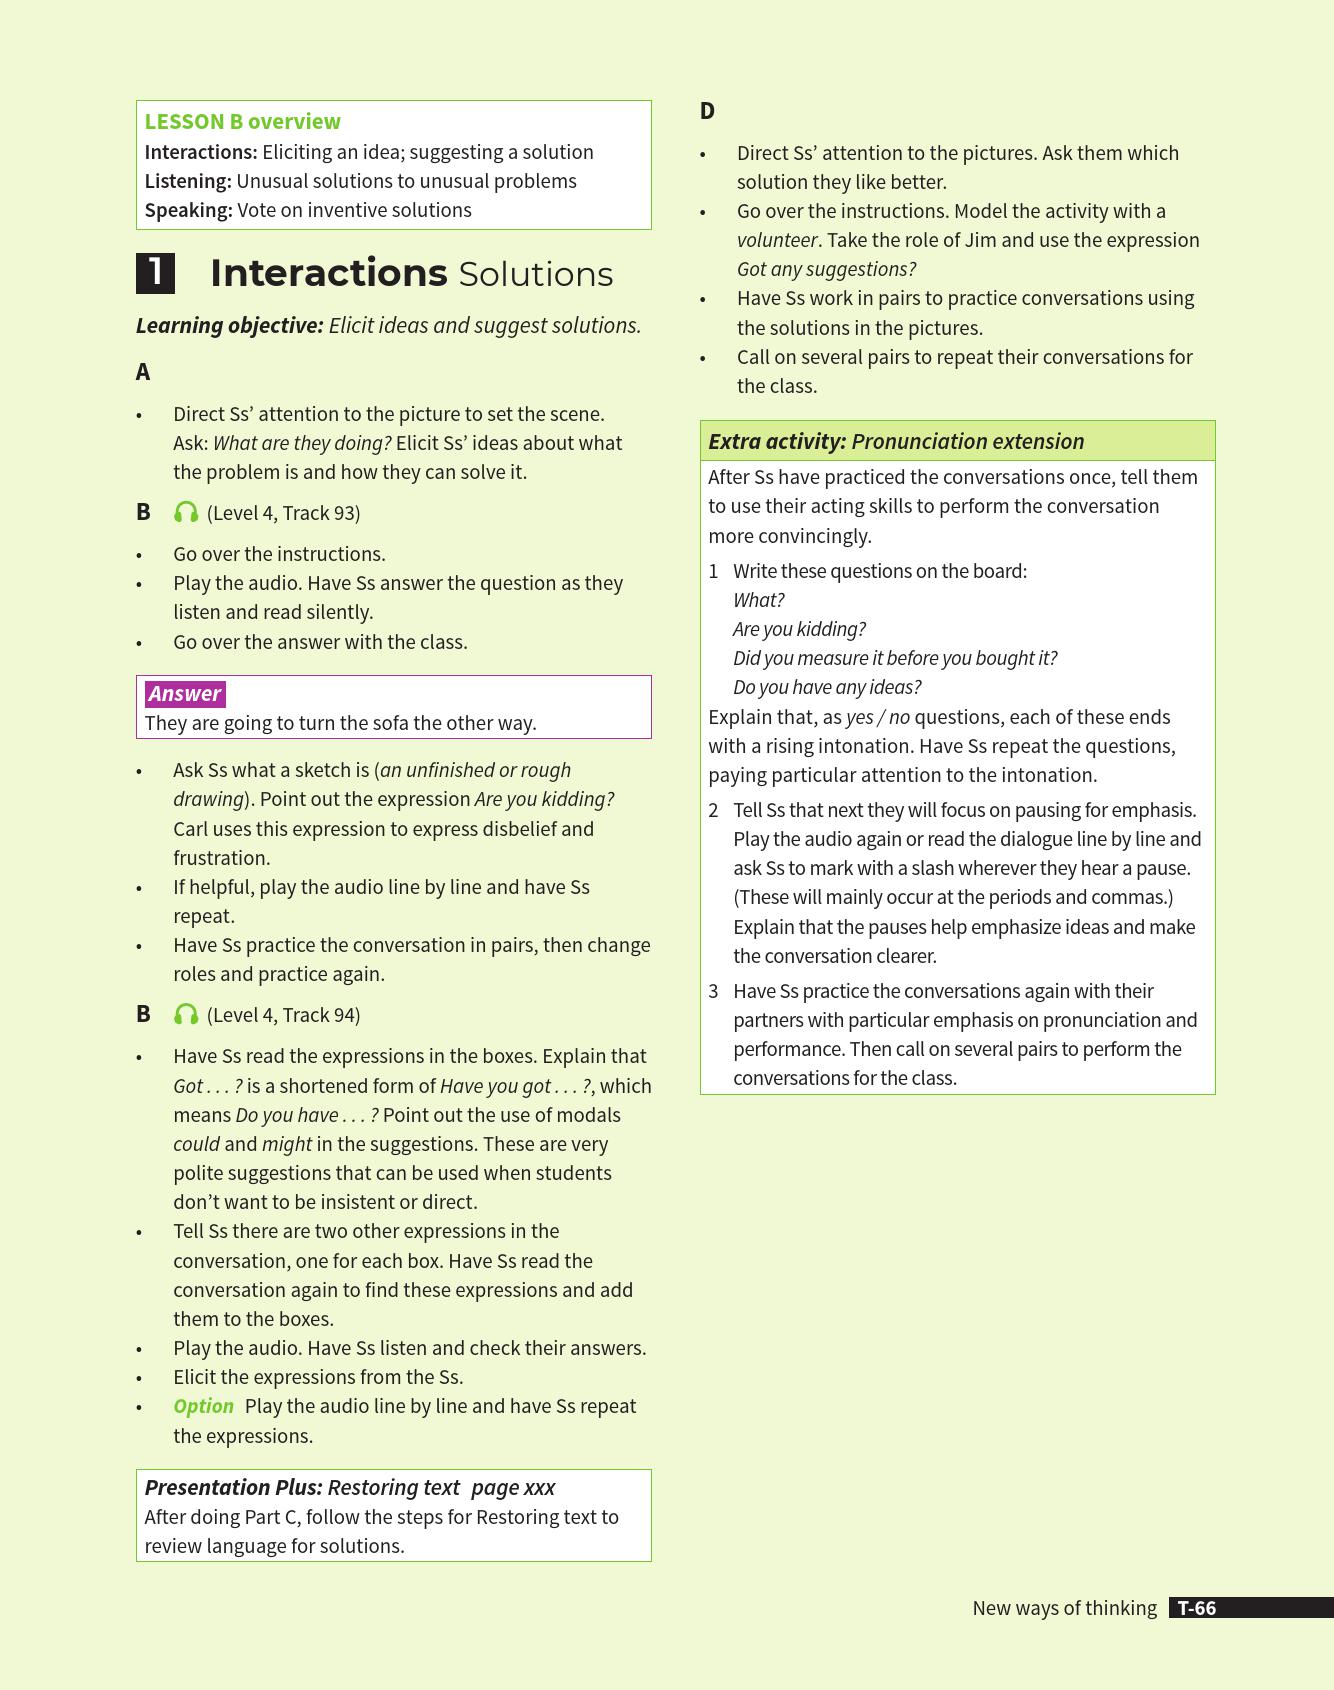 LESSON B overview
Interactions: Eliciting an idea; suggesting a solution
Listening: Unusual solutions to unusual problems
Speaking: Vote on inventive solutions
1 Interactions Solutions
Learning objective: Elicit ideas and suggest solutions.
A
• Direct Ss’ attention to the picture to set the scene.
Ask: What are they doing? Elicit Ss’ ideas about what
the problem is and how they can solve it.
B (Level 4, Track 93)
• Go over the instructions.
• Play the audio. Have Ss answer the question as they
listen and read silently.
• Go over the answer with the class.
Answer
They are going to turn the sofa the other way.
• Ask Ss what a sketch is (an unfinished or rough
drawing). Point out the expression Are you kidding?
Carl uses this expression to express disbelief and
frustration.
• If helpful, play the audio line by line and have Ss
repeat.
• Have Ss practice the conversation in pairs, then change
roles and practice again.
B (Level 4, Track 94)
• Have Ss read the expressions in the boxes. Explain that
Got . . . ? is a shortened form of Have you got . . . ?, which
means Do you have . . . ? Point out the use of modals
could and might in the suggestions. These are very
polite suggestions that can be used when students
don’t want to be insistent or direct.
• Tell Ss there are two other expressions in the
conversation, one for each box. Have Ss read the
conversation again to find these expressions and add
them to the boxes.
• Play the audio. Have Ss listen and check their answers.
• Elicit the expressions from the Ss.
• Option Play the audio line by line and have Ss repeat
the expressions.
Presentation Plus: Restoring text page xxx
After doing Part C, follow the steps for Restoring text to
review language for solutions.
D
• Direct Ss’ attention to the pictures. Ask them which
solution they like better.
• Go over the instructions. Model the activity with a
volunteer. Take the role of Jim and use the expression
Got any suggestions?
• Have Ss work in pairs to practice conversations using
the solutions in the pictures.
• Call on several pairs to repeat their conversations for
the class.
Extra activity: Pronunciation extension
After Ss have practiced the conversations once, tell them
to use their acting skills to perform the conversation
more convincingly.
1 Write these questions on the board:
What?
Are you kidding?
Did you measure it before you bought it?
Do you have any ideas?
Explain that, as yes / no questions, each of these ends
with a rising intonation. Have Ss repeat the questions,
paying particular attention to the intonation.
2 Tell Ss that next they will focus on pausing for emphasis.
Play the audio again or read the dialogue line by line and
ask Ss to mark with a slash wherever they hear a pause.
(These will mainly occur at the periods and commas.)
Explain that the pauses help emphasize ideas and make
the conversation clearer.
3 Have Ss practice the conversations again with their
partners with particular emphasis on pronunciation and
performance. Then call on several pairs to perform the
conversations for the class.
New ways of thinking T-66